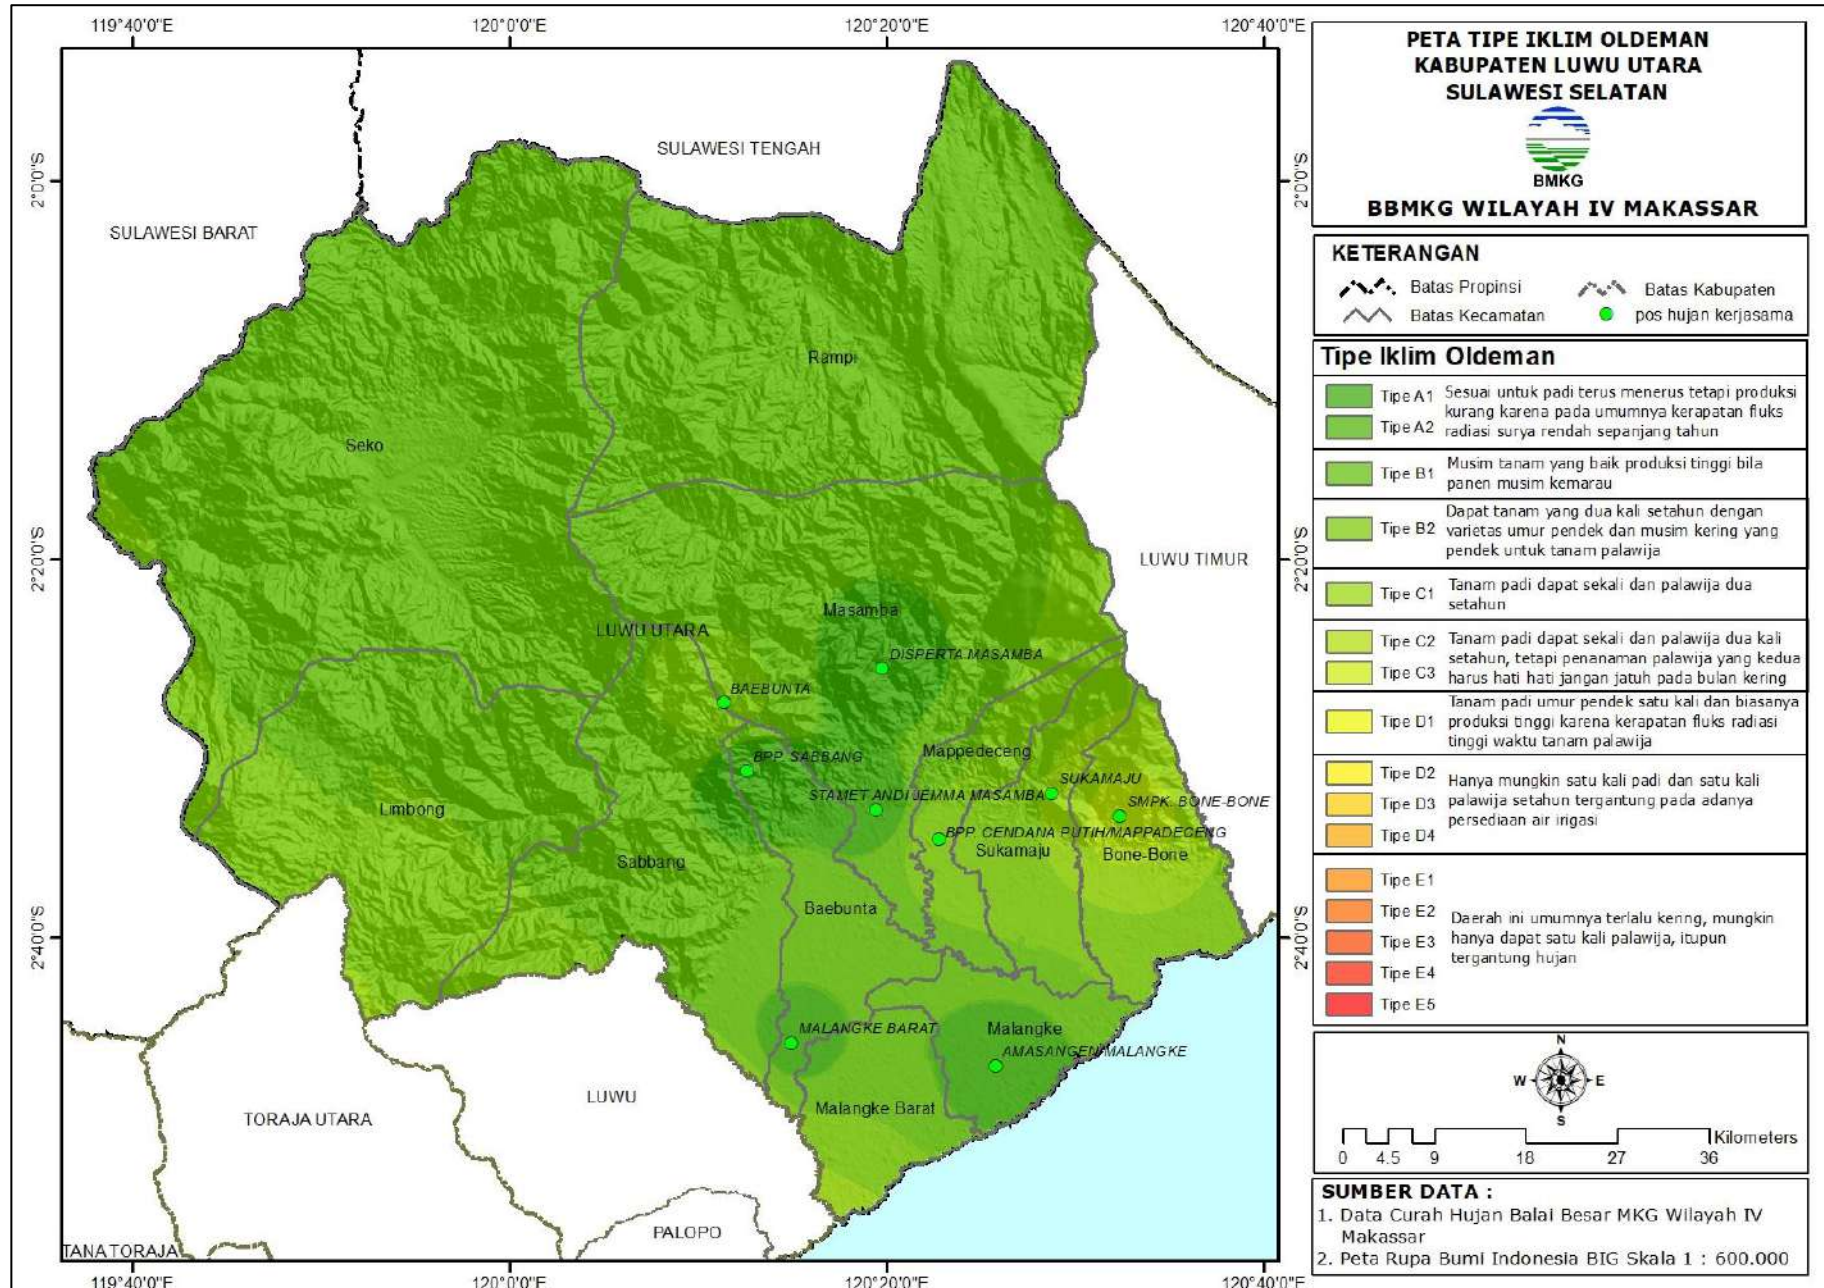 119°40'0"E
120°0'0"E
120°20'0"E
120°40'0"E
2°0'0"S
2°20'0"S
2°40'0"S
2°0'0"S
2°20'0"S
2°40'0"S
SULAWESI TENGAH
SULAWESI BARAT
Rampi
Seko
LUWU TIMUR
Masamba
LUWU UTARA
DISPERTA.MASAMBA
BAEBUNTA
Mappedeceng
BPP. SABBANG
SUKAMAJU
STAMET ANDI JEMMA MASAMBA
SMPK. BONE-BONE
Limbong
BPP. CENDANA PUTIH/MAPPADECENG
Sukamaju
Bone-Bone
Sabbang
Baebunta
MALANGKE BARAT
Malangke
AMASANGEN/MALANGKE
LUWU
Malangke Barat
TORAJA UTARA
PALOPO
TANA TORAJA
119°40'0"E
120°0'0"E
120°20'0"E
120°40'0"E
PETA TIPE IKLIM OLDEMAN
KABUPATEN LUWU UTARA
SULAWESI SELATAN
BMKG
BBMKG WILAYAH IV MAKASSAR
KETERANGAN
Batas Propinsi
Batas Kabupaten
Batas Kecamatan
pos hujan kerjasama
Tipe Iklim Oldeman
Tipe A1
Tipe A2
Sesuai untuk padi terus menerus tetapi produksi
kurang karena pada umumnya kerapatan fluks
radiasi surya rendah sepanjang tahun
Tipe B1
Musim tanam yang baik produksi tinggi bila
panen musim kemarau
Tipe B2
Dapat tanam yang dua kali setahun dengan
varietas umur pendek dan musim kering yang
pendek untuk tanam palawija
Tipe C1
Tanam padi dapat sekali dan palawija dua
setahun
Tipe C2
Tipe C3
Tanam padi dapat sekali dan palawija dua kali
setahun, tetapi penanaman palawija yang kedua
harus hati hati jangan jatuh pada bulan kering
Tipe D1
Tanam padi umur pendek satu kali dan biasanya
produksi tinggi karena kerapatan fluks radiasi
tinggi waktu tanam palawija
Tipe D2
Tipe D3
Tipe D4
Hanya mungkin satu kali padi dan satu kali
palawija setahun tergantung pada adanya
persediaan air irigasi
Tipe E1
Tipe E2
Tipe E3
Tipe E4
Tipe E5
Daerah ini umumnya terlalu kering, mungkin
hanya dapat satu kali palawija, itupun
tergantung hujan
N
W
E
S
Kilometers
0 4.5 9 18 27 36
SUMBER DATA :
1. Data Curah Hujan Balai Besar MKG Wilayah IV
Makassar
2. Peta Rupa Bumi Indonesia BIG Skala 1 : 600.000